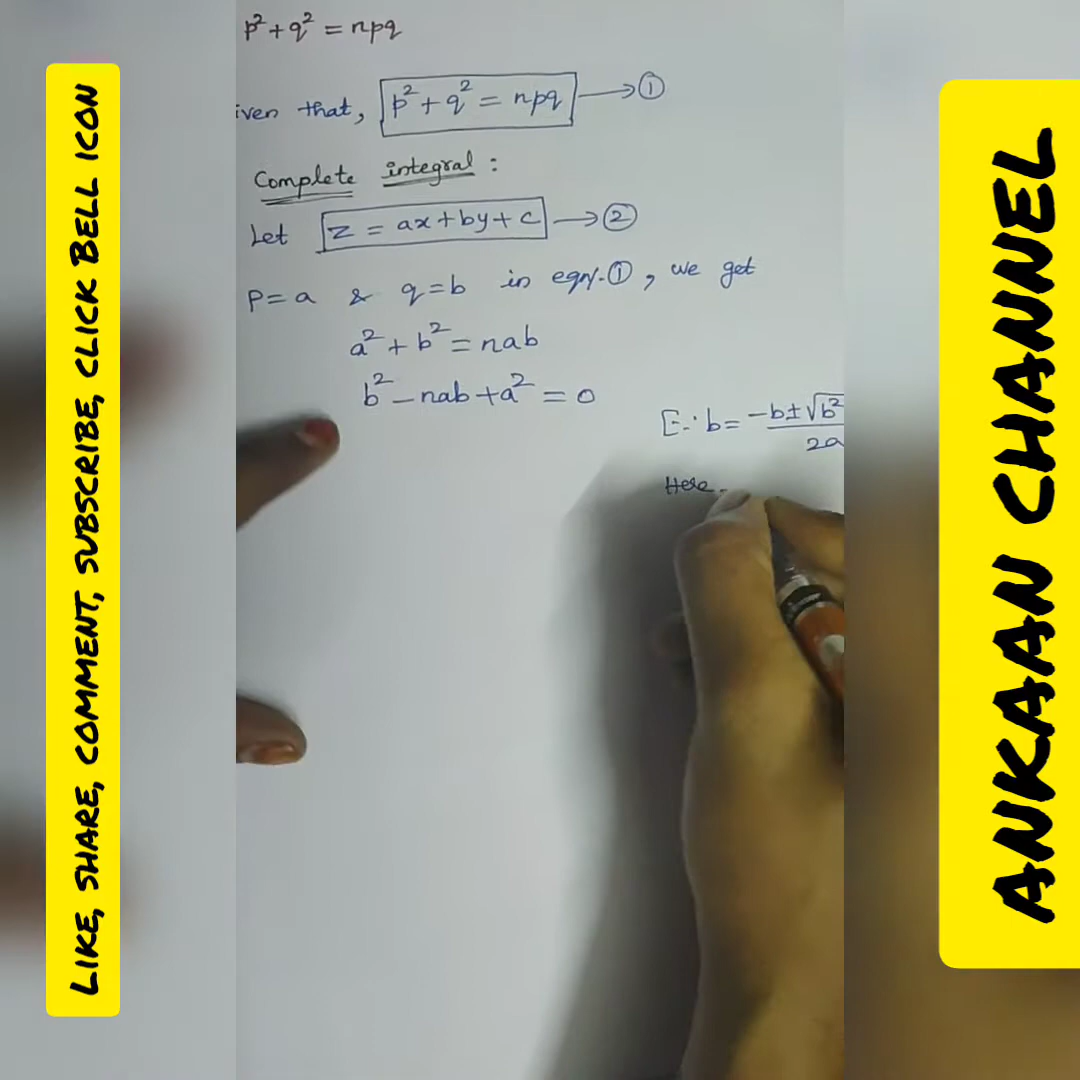 LIKE, SHARE, COMMENT, SUBSCRIBE, CLICK BELL ICON
p² + q² = npq
iven that, p² + q² = npq → ①
Complete integral :
Let z = ax + by + c → ②
p = a & q = b in eqn. ①, we get
a² + b² = nab
b² - nab + a² = 0
[∵ b = -b ± √b²
2a
Here
ANKAAN CHANNEL